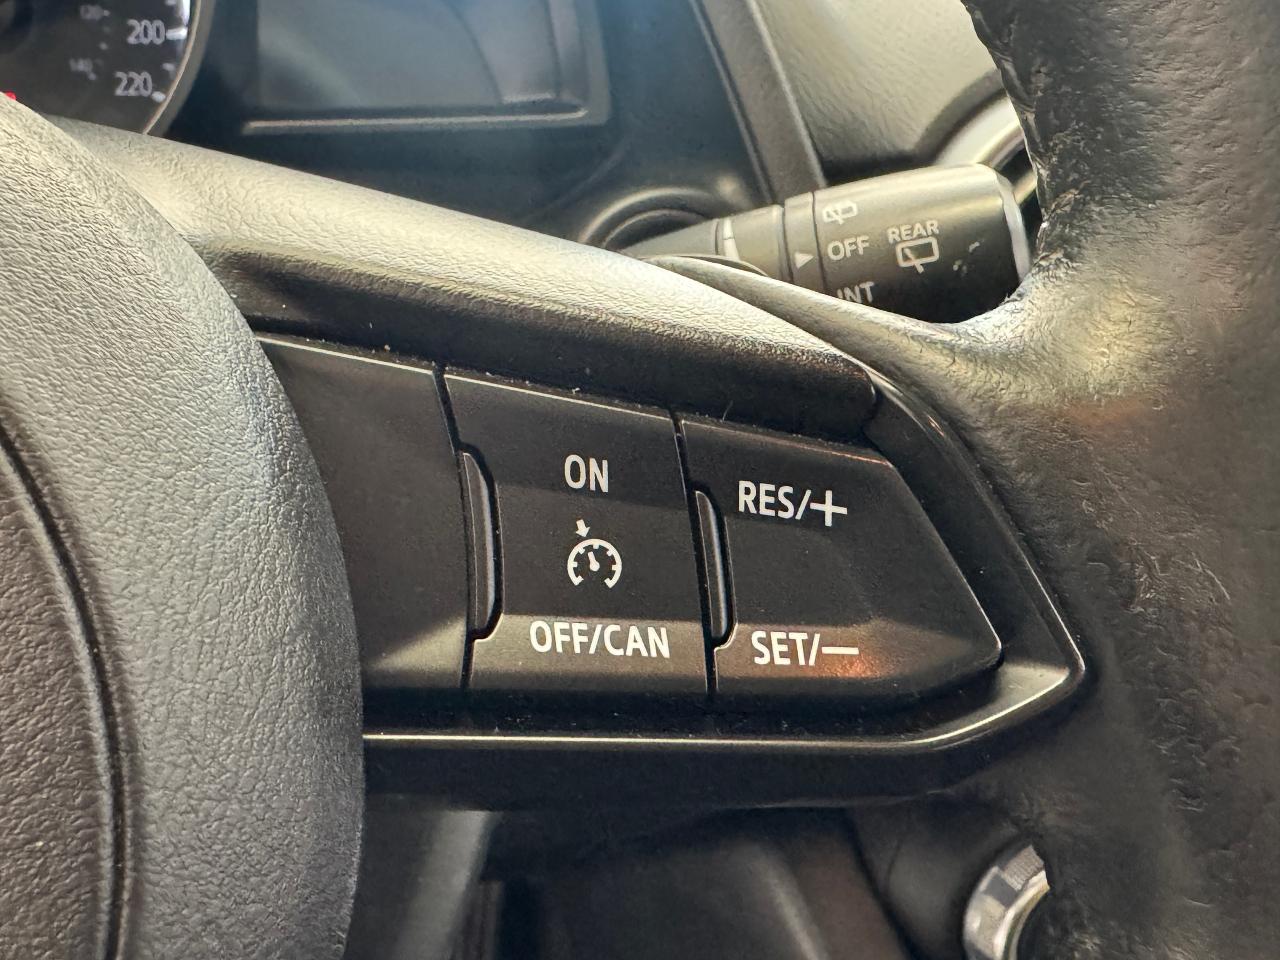 200
220
OFF
REAR
INT
ON
RES/+
OFF/CAN
SET/—